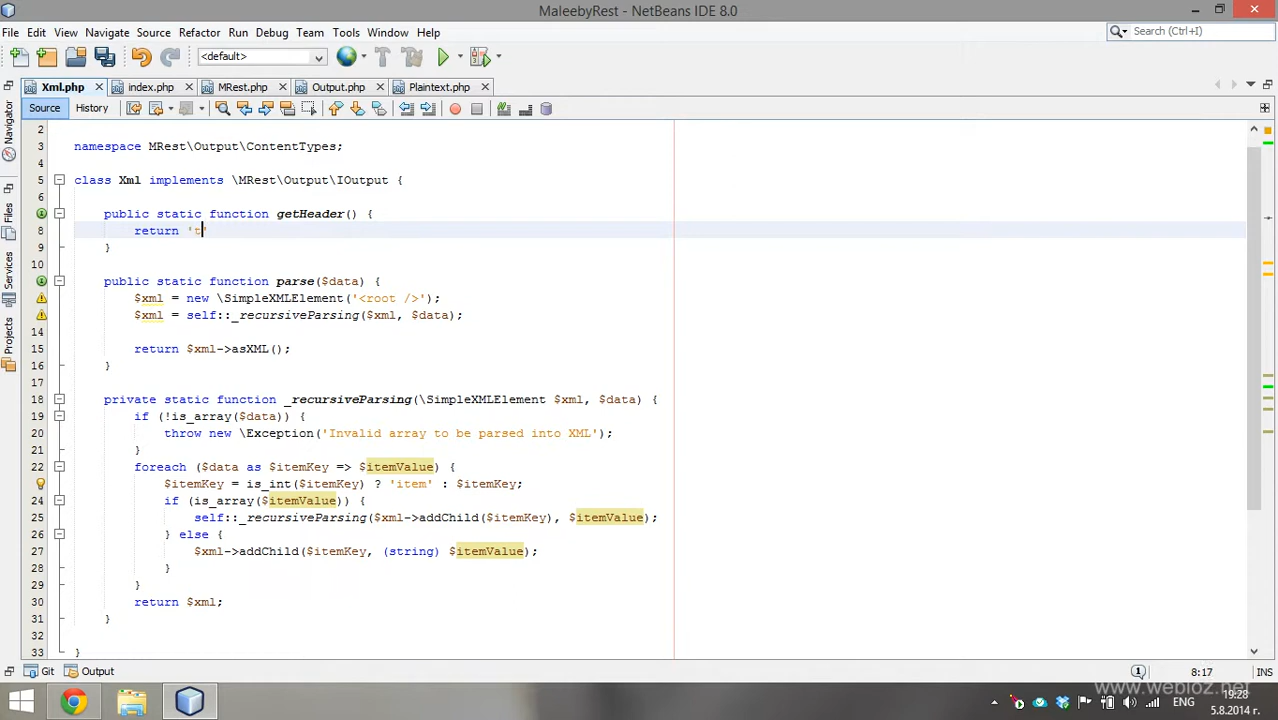 MaleebyRest - NetBeans IDE 8.0
File Edit View Navigate Source Refactor Run Debug Team Tools Window Help
Search (Ctrl+I)
<default>
Xml.php index.php MRest.php Output.php Plaintext.php
Source History
Navigator
Files
Services
Projects
2
3 namespace MRest\Output\ContentTypes;
4
5 class Xml implements \MRest\Output\IOutput {
6
7 public static function getHeader() {
8 return 't'
9 }
10
public static function parse($data) {
$xml = new \SimpleXMLElement('<root />');
$xml = self::_recursiveParsing($xml, $data);
14
15 return $xml->asXML();
16 }
17
18 private static function _recursiveParsing(\SimpleXMLElement $xml, $data) {
19 if (!is_array($data)) {
20 throw new \Exception('Invalid array to be parsed into XML');
21 }
22 foreach ($data as $itemKey => $itemValue) {
$itemKey = is_int($itemKey) ? 'item' : $itemKey;
24 if (is_array($itemValue)) {
25 self::_recursiveParsing($xml->addChild($itemKey), $itemValue);
26 } else {
27 $xml->addChild($itemKey, (string) $itemValue);
28 }
29 }
30 return $xml;
31 }
32
33 }
Git Output
1 8:17 INS
www.webloz.net
ENG 19:28
5.8.2014 г.